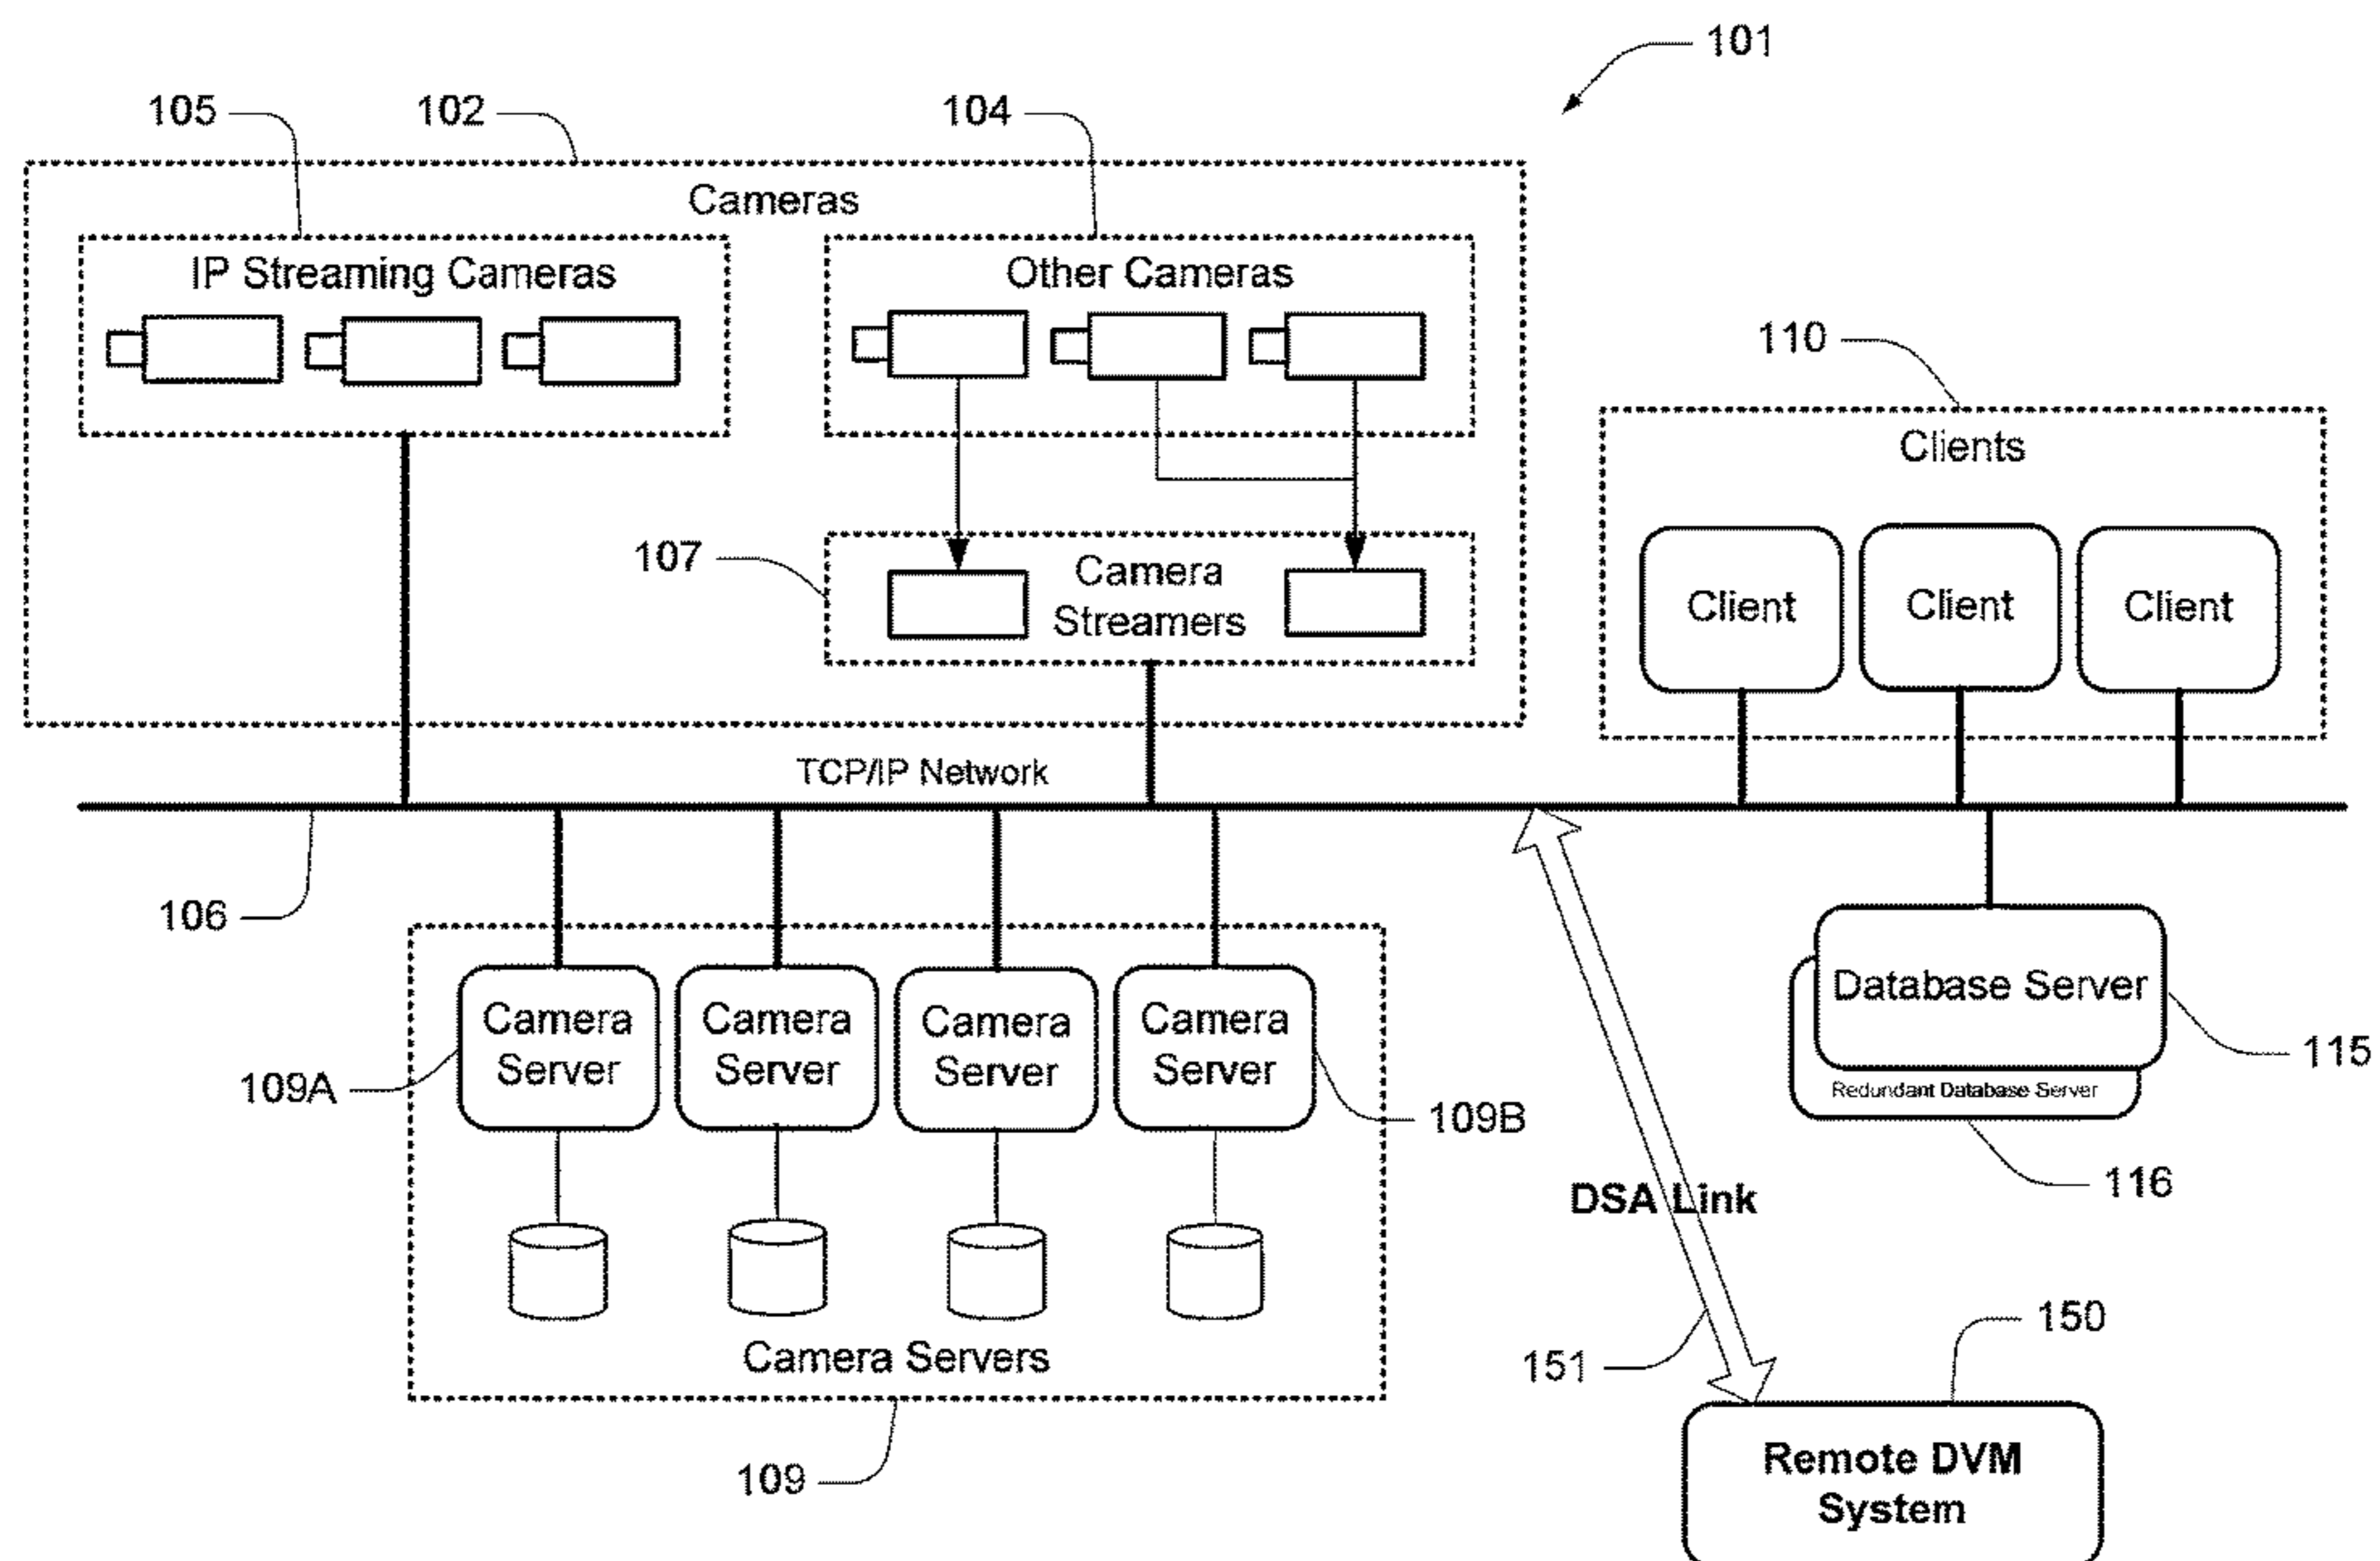 101
105
102
104
Cameras
IP Streaming Cameras
Other Cameras
110
Clients
107
Camera
Streamers
Client
Client
Client
TCP/IP Network
106
Camera
Server
Camera
Server
Camera
Server
Camera
Server
Database Server
115
109A
109B
Redundant Database Server
116
DSA Link
Camera Servers
151
150
109
Remote DVM
System